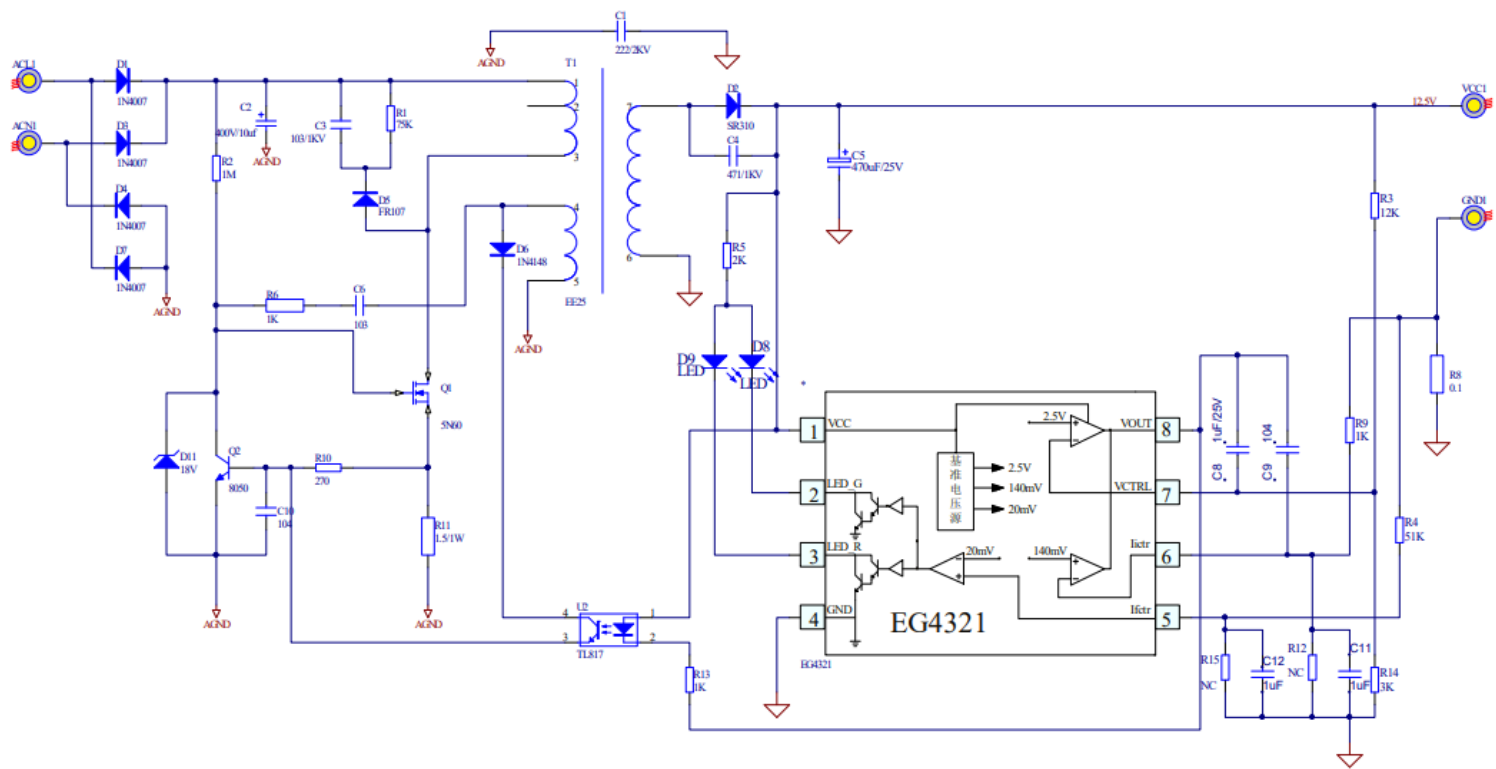 C1
222/2KV
AGND
T1
ACL1
D1
1N4007
D2
SR310
VCC1
12.5V
C2
400V/10uf
AGND
C3
103/1KV
R1
75K
1
2
3
7
6
ACN1
D3
1N4007
C4
471/1KV
C5
470uF/25V
R2
1M
D4
1N4007
D5
FR107
R3
12K
GND1
D6
1N4148
4
5
R5
2K
D7
1N4007
AGND
R6
1K
C6
103
EE25
AGND
D9
LED
D8
LED
Q1
5N60
R8
0.1
1
VCC
2.5V
VOUT
8
1uF/25V
C8
104
C9
R9
1K
D11
18V
Q2
8050
R10
270
基
准
电
压
源
2.5V
140mV
20mV
2
LED_G
VCTRL
7
C10
104
R11
1.5/1W
R4
51K
3
LED_R
20mV
140mV
Iictr
6
4
GND
EG4321
Ifctr
5
AGND
AGND
U2
4
3
1
2
TL817
EG4321
R13
1K
R15
NC
C12
1uF
R12
NC
C11
1uF
R14
3K